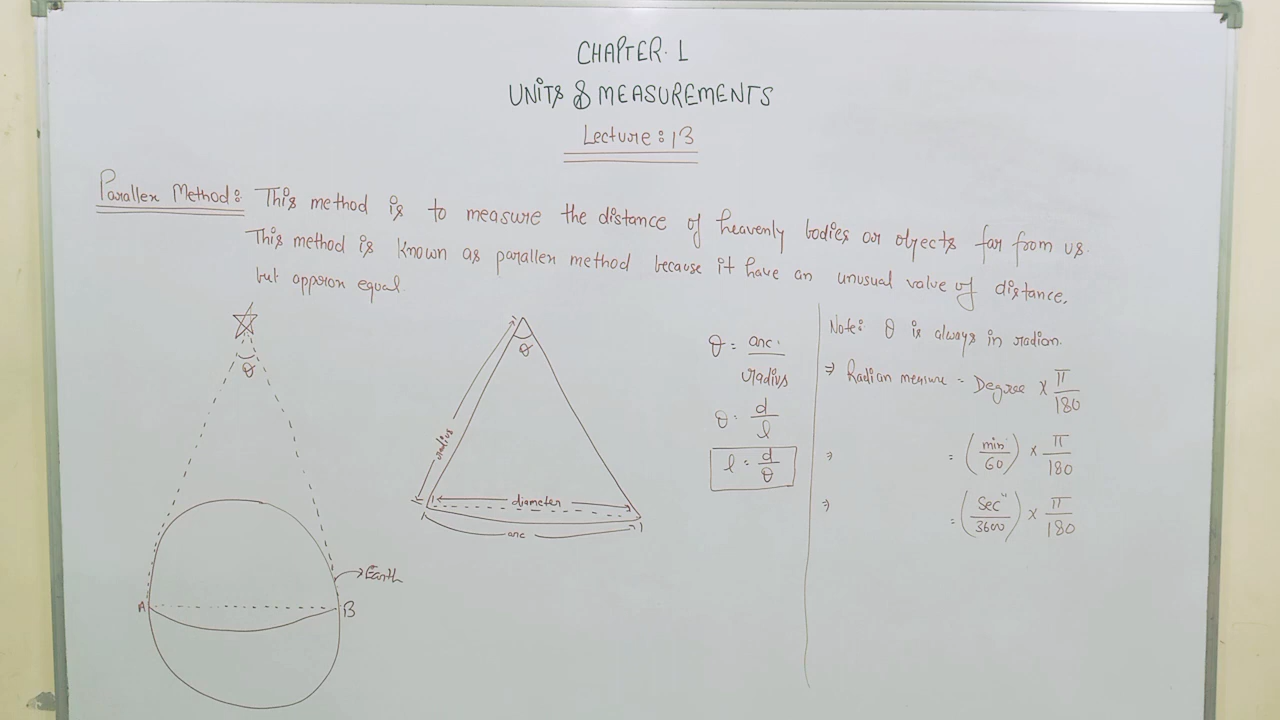 CHAPTER. 1
UNITS & MEASUREMENTS
Lecture: 13
Parallex Method: This method is to measure the distance of heavenly bodies or objects far from us.
This method is known as parallex method because it have an unusual value of distance.
but approx equal
θ
A
B
Earth
θ
radius
diameter
arc
θ = arc / radius
θ = d / l
l = d / θ
Note: θ is always in radian.
⇒ Radian measure = Degree × π / 180
⇒ = (min' / 60) × π / 180
⇒ = (Sec" / 3600) × π / 180